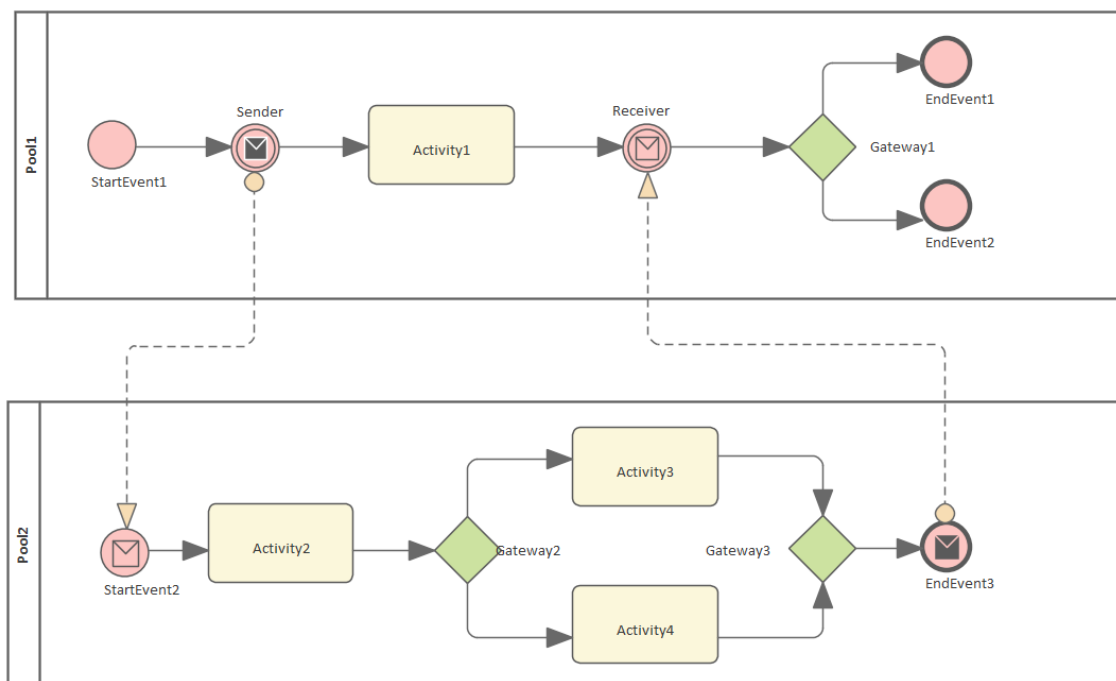 Pool1
Sender
Receiver
StartEvent1
Activity1
Gateway1
EndEvent1
EndEvent2
Pool2
StartEvent2
Activity2
Gateway2
Activity3
Activity4
Gateway3
EndEvent3